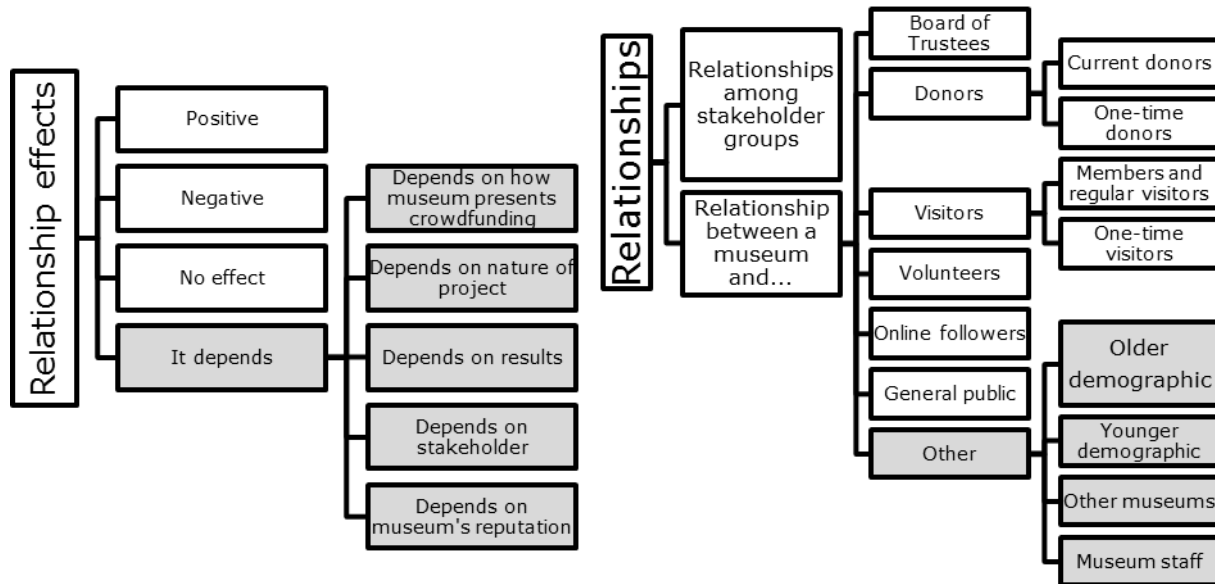 Relationship effects
Positive
Negative
No effect
It depends
Depends on how
museum presents
crowdfunding
Depends on nature of
project
Depends on results
Depends on
stakeholder
Depends on
museum's reputation
Relationships
Relationships
among
stakeholder
groups
Relationship
between a
museum
and...
Board of
Trustees
Donors
Current donors
One-time
donors
Visitors
Members and
regular visitors
One-time
visitors
Volunteers
Online followers
General public
Other
Older
demographic
Younger
demographic
Other museums
Museum staff